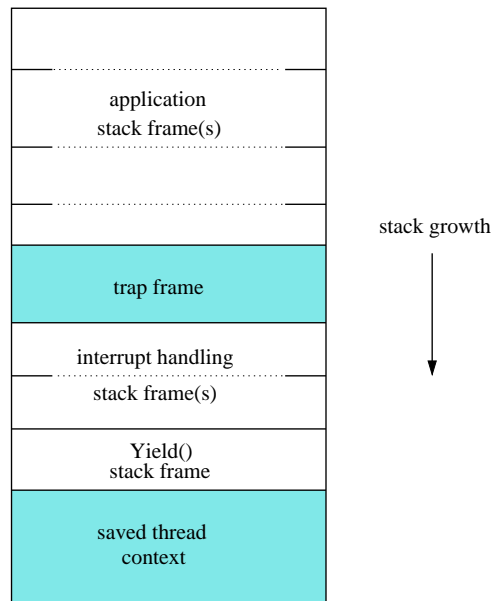 application
stack frame(s)
stack growth
trap frame
interrupt handling
stack frame(s)
Yield()
stack frame
saved thread
context